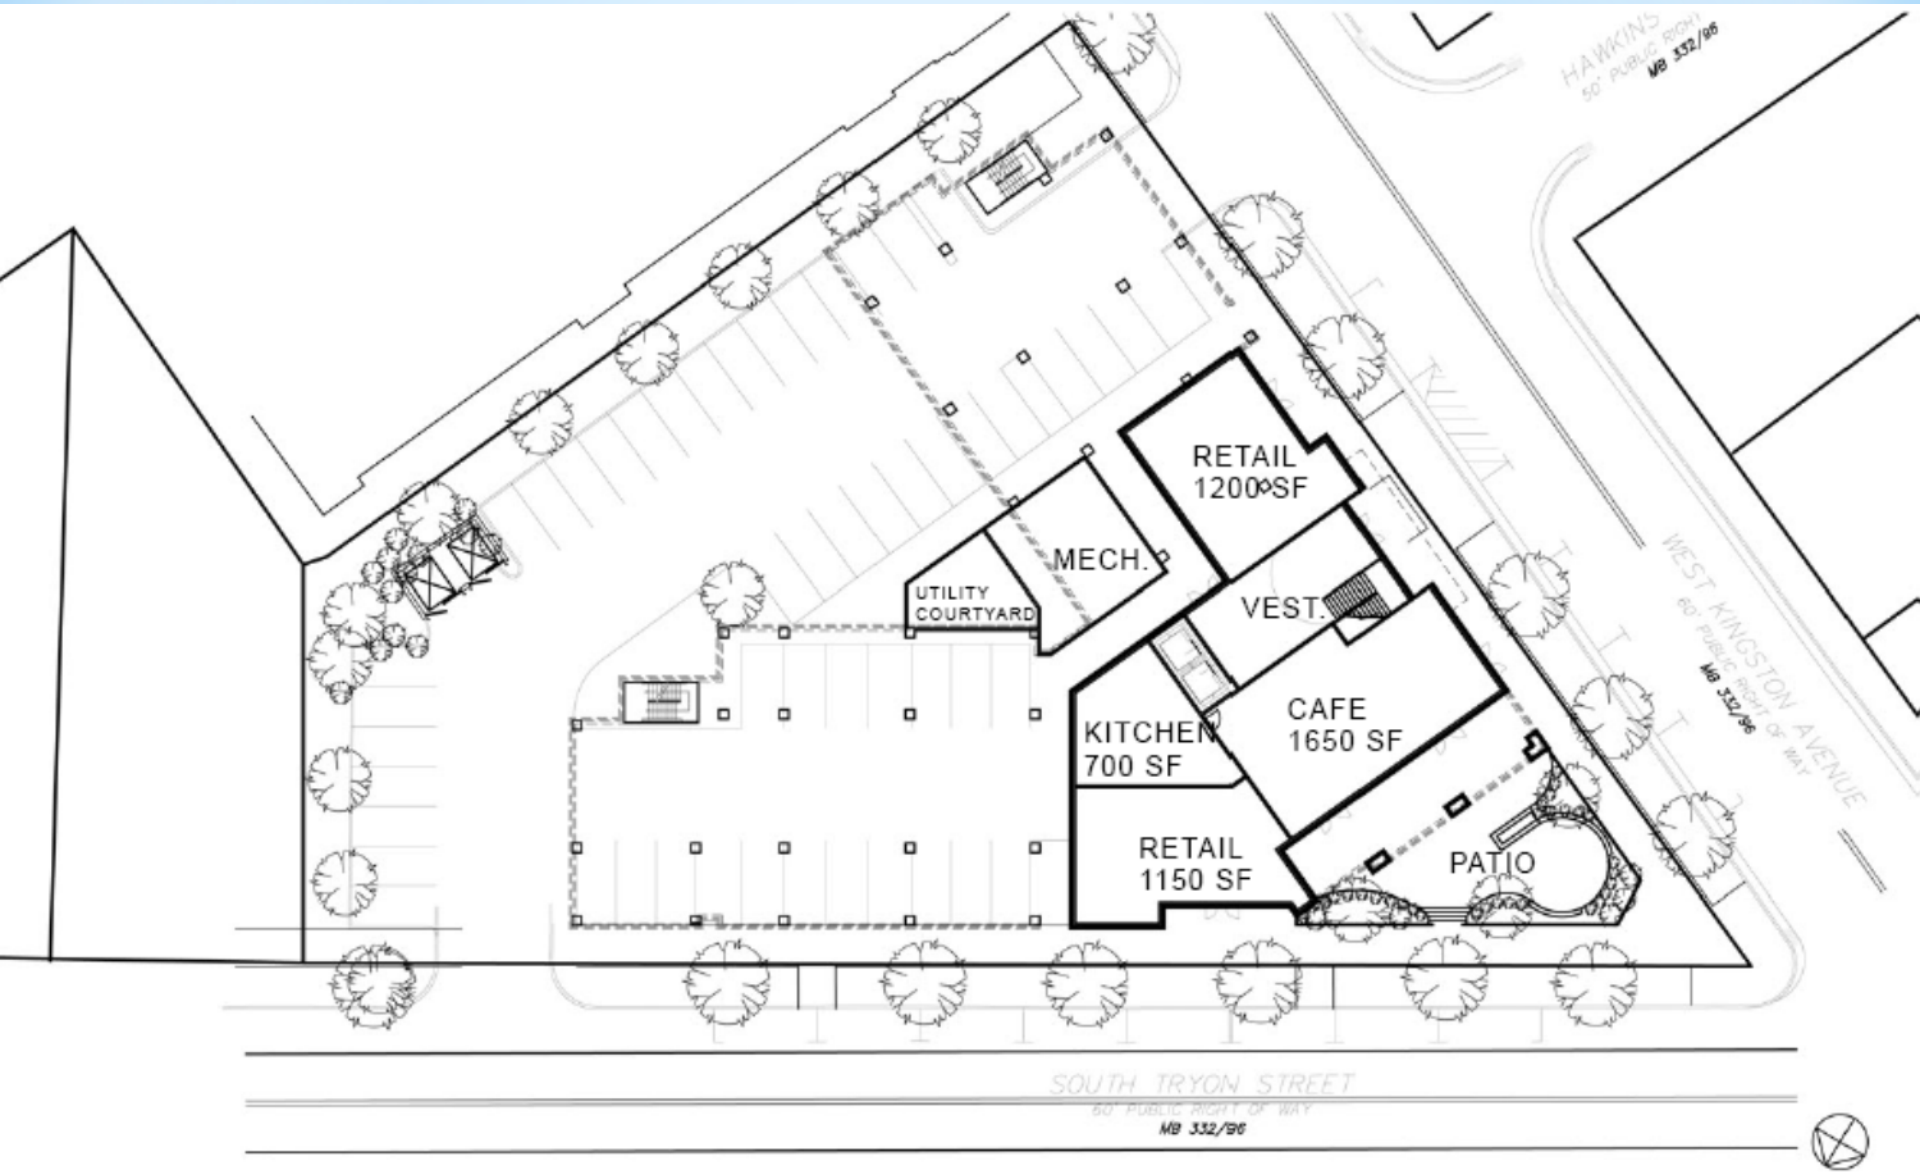 HAWKINS
50' PUBLIC RIGHT
MB 332/96
RETAIL
1200 SF
MECH.
UTILITY
COURTYARD
VEST.
WEST KINGSTON AVENUE
60' PUBLIC RIGHT OF WAY
MB 332/96
CAFE
1650 SF
KITCHEN
700 SF
RETAIL
1150 SF
PATIO
SOUTH TRYON STREET
60' PUBLIC RIGHT OF WAY
MB 332/96